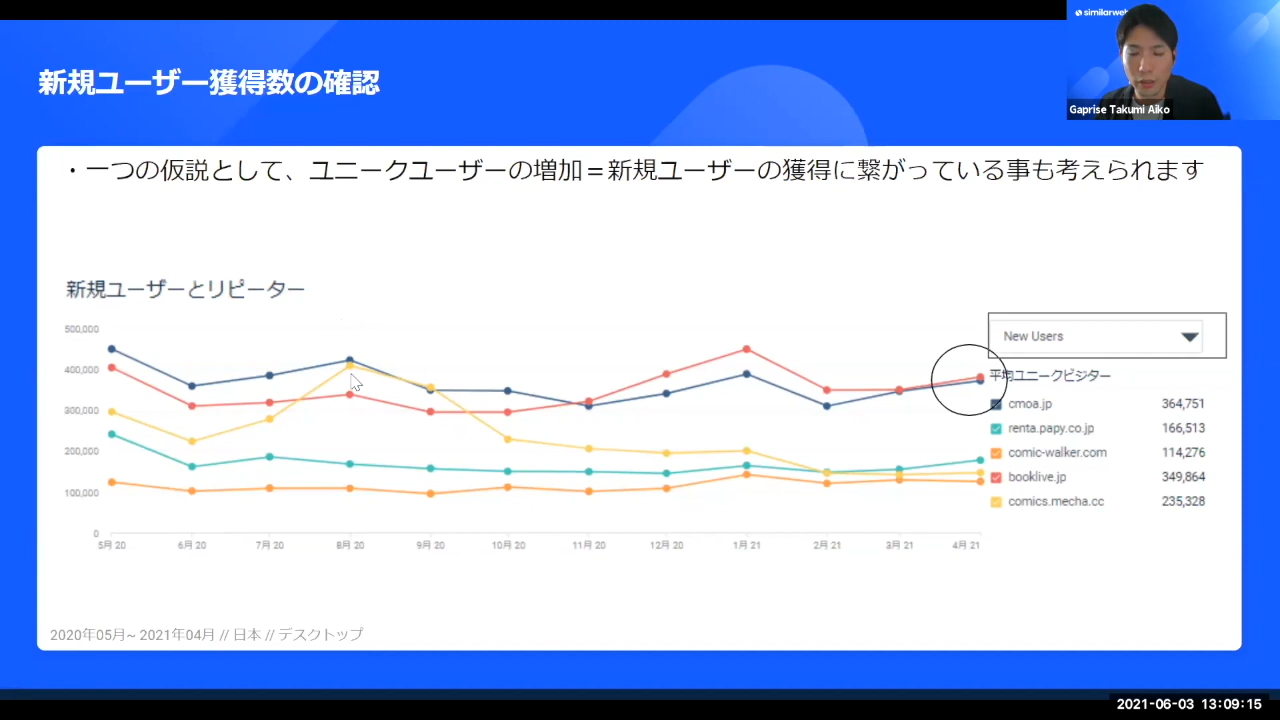 similarweb
Gaprise Takumi Aiko
新規ユーザー獲得数の確認
・一つの仮説として、ユニークユーザーの増加＝新規ユーザーの獲得に繋がっている事も考えられます
新規ユーザーとリピーター
500,000
400,000
300,000
200,000
100,000
0
5月 20 6月 20 7月 20 8月 20 9月 20 10月 20 11月 20 12月 20 1月 21 2月 21 3月 21 4月 21
New Users
平均ユニークビジター
cmoa.jp 364,751
renta.papy.co.jp 166,513
comic-walker.com 114,276
booklive.jp 349,864
comics.mecha.cc 235,328
2020年05月~ 2021年04月 // 日本 // デスクトップ
2021-06-03 13:09:15